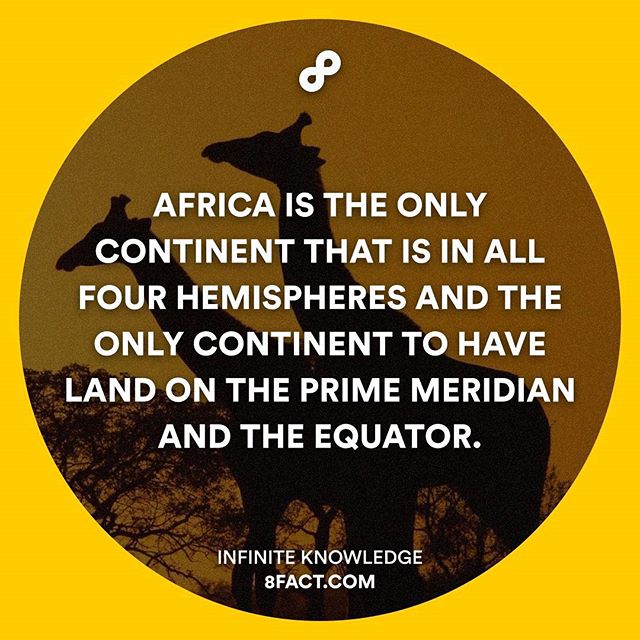 AFRICA IS THE ONLY
CONTINENT THAT IS IN ALL
FOUR HEMISPHERES AND THE
ONLY CONTINENT TO HAVE
LAND ON THE PRIME MERIDIAN
AND THE EQUATOR.
INFINITE KNOWLEDGE
8FACT.COM